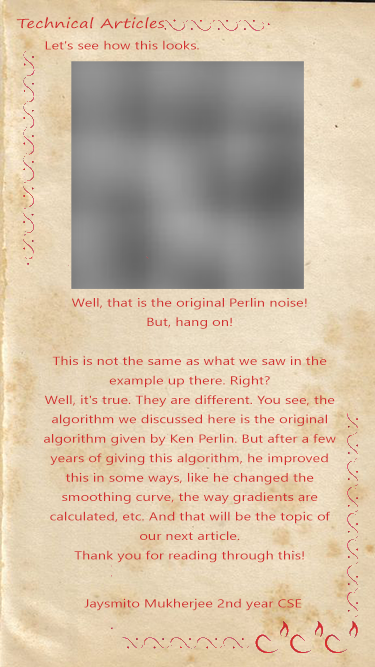 Technical Articles
Let's see how this looks.
Well, that is the original Perlin noise!
But, hang on!
This is not the same as what we saw in the
example up there. Right?
Well, it's true. They are different. You see, the
algorithm we discussed here is the original
algorithm given by Ken Perlin. But after a few
years of giving this algorithm, he improved
this in some ways, like he changed the
smoothing curve, the way gradients are
calculated, etc. And that will be the topic of
our next article.
Thank you for reading through this!
Jaysmito Mukherjee 2nd year CSE